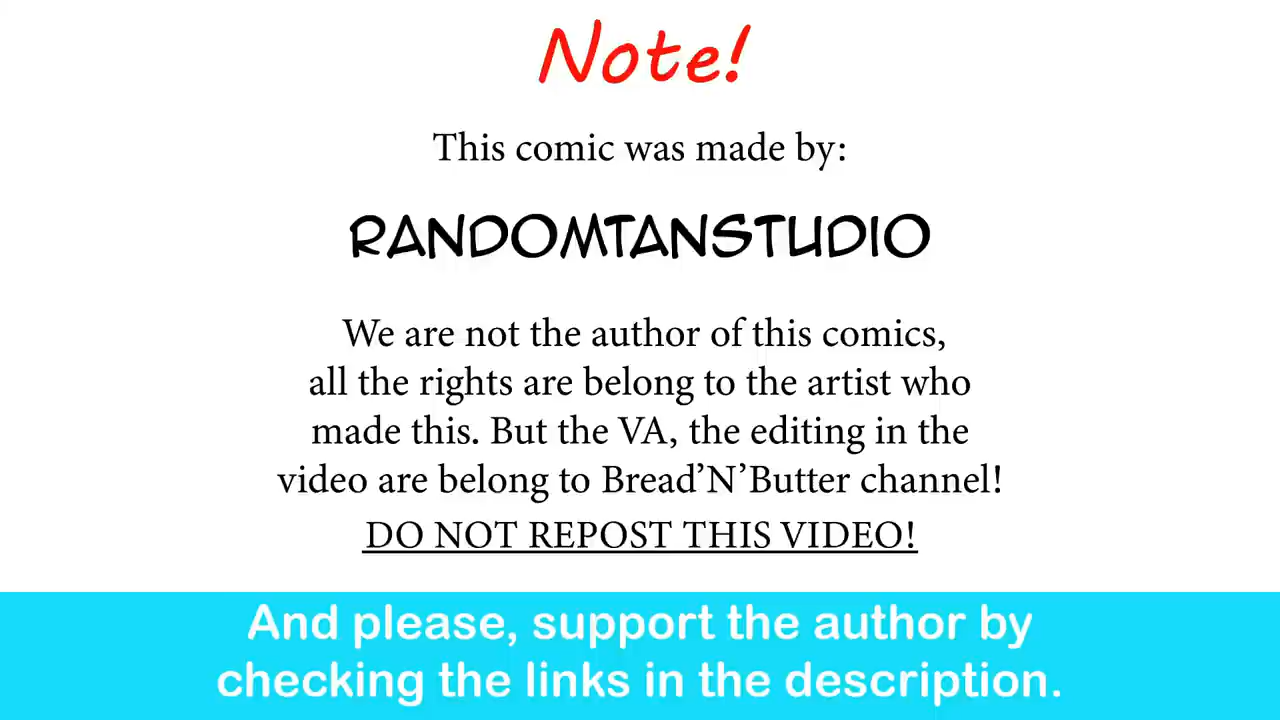 Note!
This comic was made by:
RANDOMTANSTUDIO
We are not the author of this comics,
all the rights are belong to the artist who
made this. But the VA, the editing in the
video are belong to Bread’N’Butter channel!
DO NOT REPOST THIS VIDEO!
And please, support the author by
checking the links in the description.